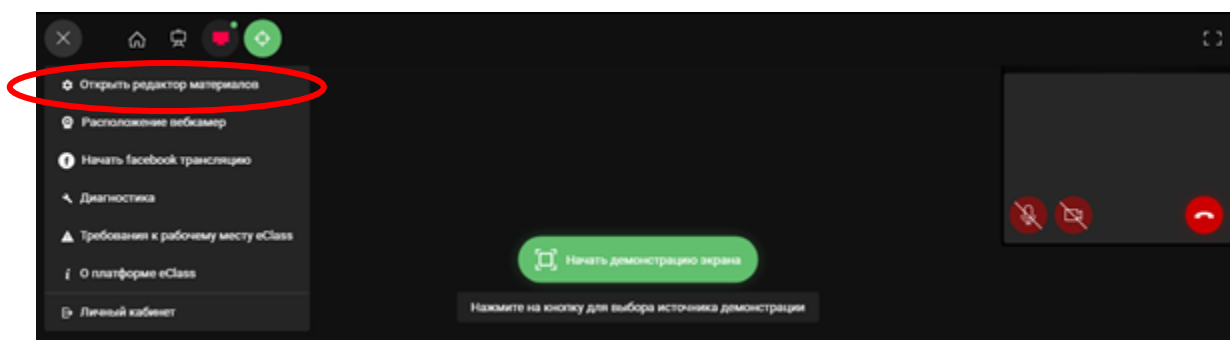 Открыть редактор материалов
Расположение вебкамер
Начать facebook трансляцию
Диагностика
Требования к рабочему месту eClass
О платформе eClass
Личный кабинет
Начать демонстрацию экрана
Нажмите на кнопку для выбора источника демонстрации